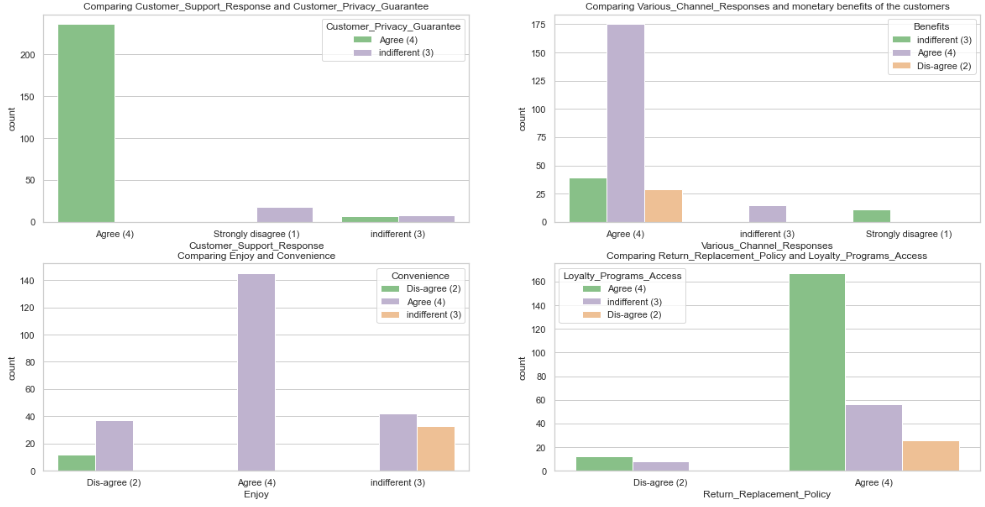 Comparing Customer_Support_Response and Customer_Privacy_Guarantee
Customer_Privacy_Guarantee
Agree (4)
indifferent (3)
200
150
100
50
0
count
Agree (4)
Strongly disagree (1)
indifferent (3)
Customer_Support_Response
Comparing Various_Channel_Responses and monetary benefits of the customers
Benefits
indifferent (3)
Agree (4)
Dis-agree (2)
175
150
125
100
75
50
25
0
count
Agree (4)
indifferent (3)
Strongly disagree (1)
Various_Channel_Responses
Comparing Enjoy and Convenience
Convenience
Dis-agree (2)
Agree (4)
indifferent (3)
140
120
100
80
60
40
20
0
count
Dis-agree (2)
Agree (4)
indifferent (3)
Enjoy
Comparing Return_Replacement_Policy and Loyalty_Programs_Access
Loyalty_Programs_Access
Agree (4)
indifferent (3)
Dis-agree (2)
160
140
120
100
80
60
40
20
0
count
Dis-agree (2)
Agree (4)
Return_Replacement_Policy